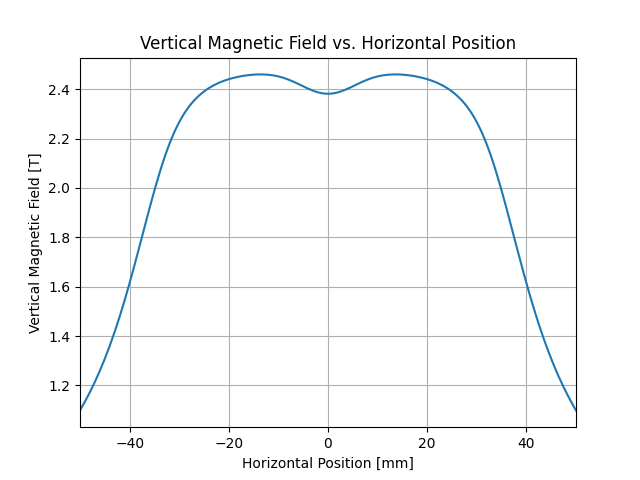 Vertical Magnetic Field vs. Horizontal Position
Vertical Magnetic Field [T]
2.4
2.2
2.0
1.8
1.6
1.4
1.2
−40 −20 0 20 40
Horizontal Position [mm]